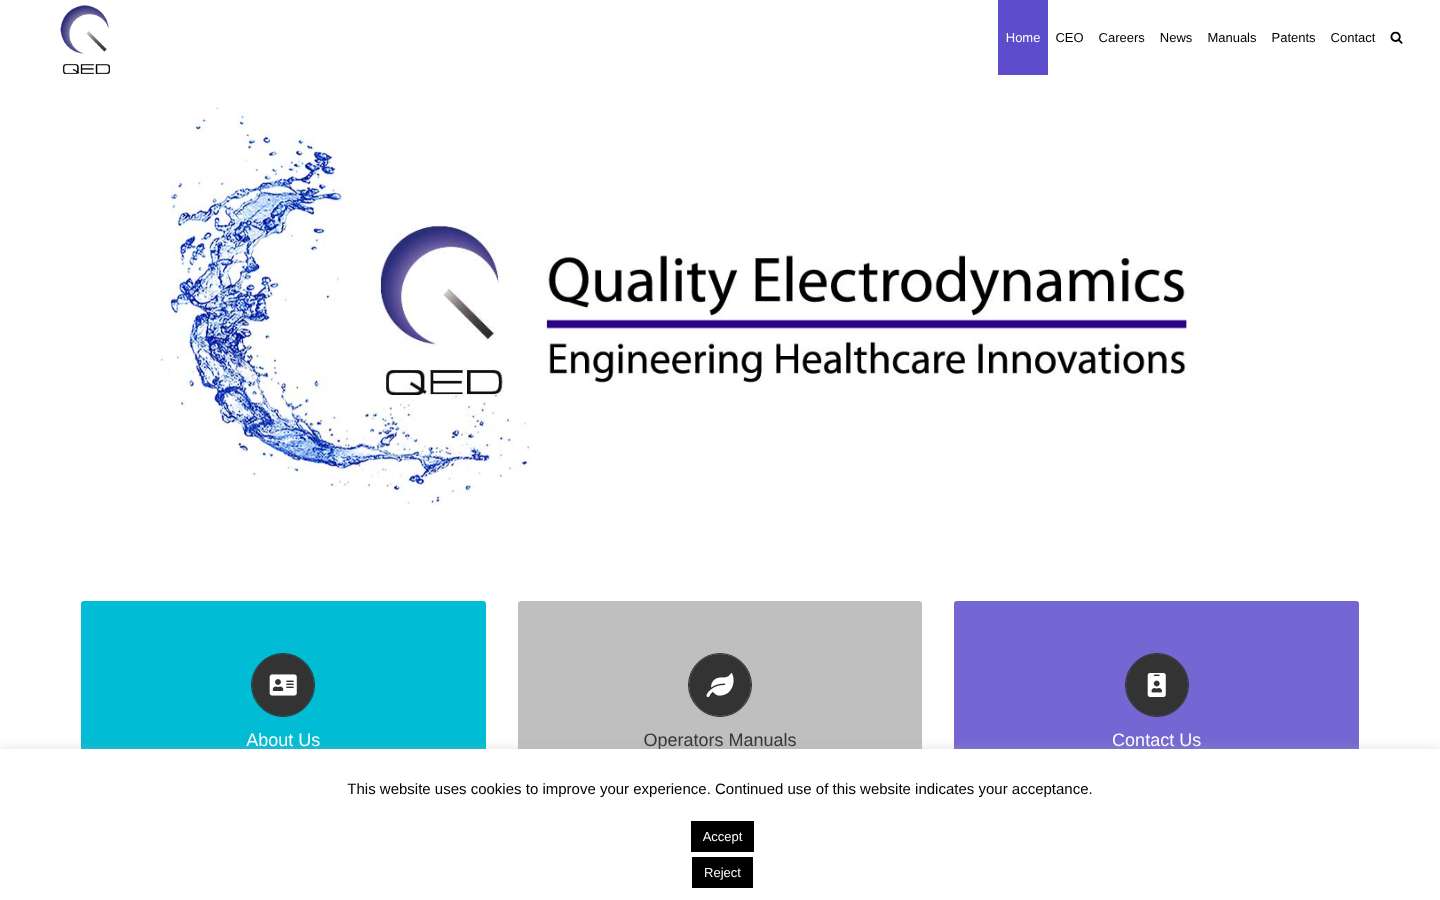 QED
Home CEO Careers News Manuals Patents Contact
Quality Electrodynamics
Engineering Healthcare Innovations
QED
About Us
Operators Manuals
Contact Us
This website uses cookies to improve your experience. Continued use of this website indicates your acceptance.
Accept
Reject